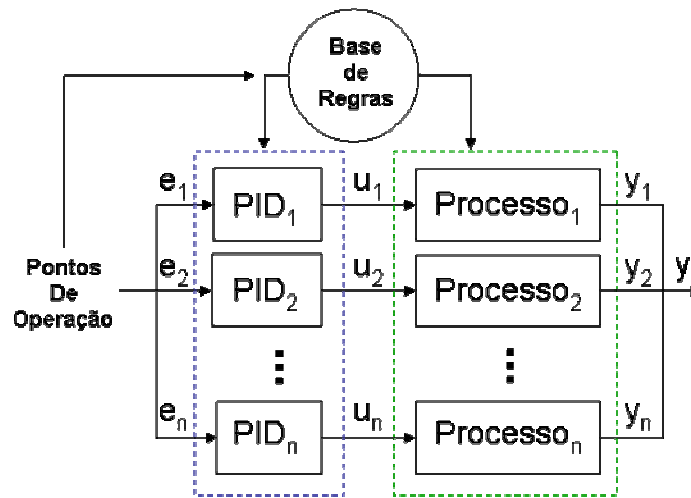 Base
de
Regras
e1 PID1 u1 Processo1 y1
Pontos
De
Operação
e2 PID2 u2 Processo2 y2 y
en PIDn un Processon yn